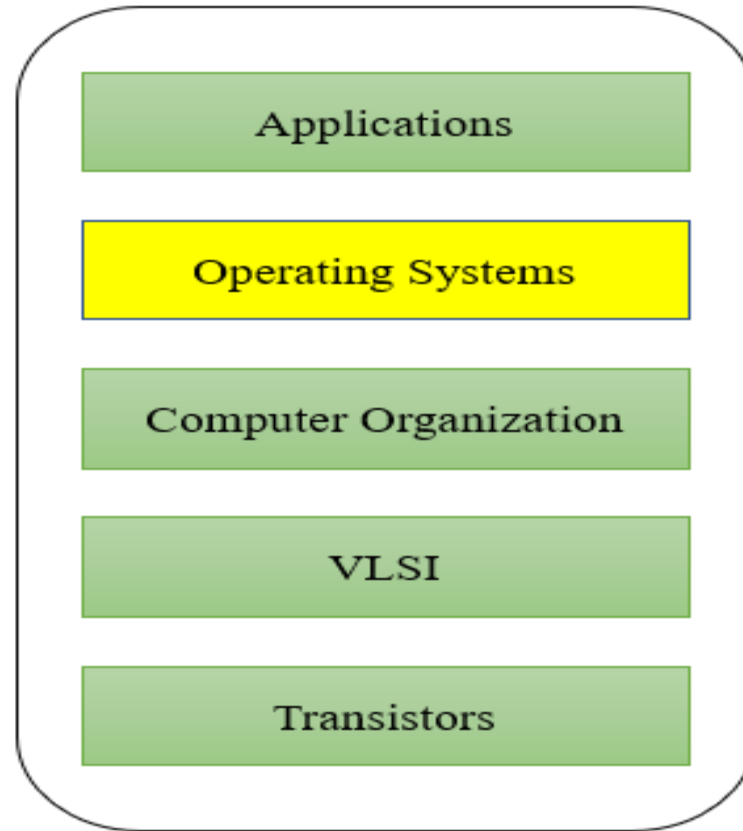 Applications
Operating Systems
Computer Organization
VLSI
Transistors